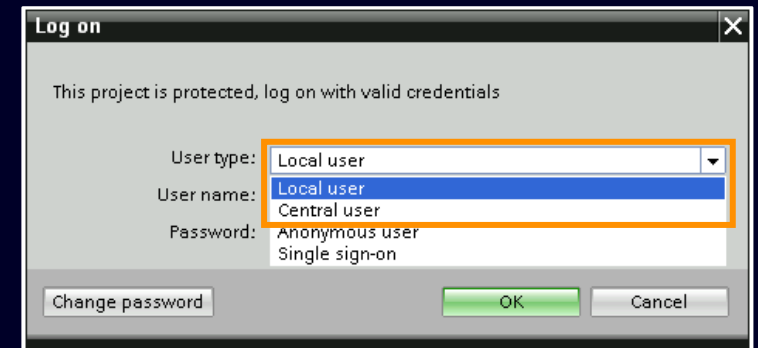 Log on
This project is protected, log on with valid credentials
User type: Local user
User name: Local user
Central user
Password: Anonymous user
Single sign-on
Change password OK Cancel